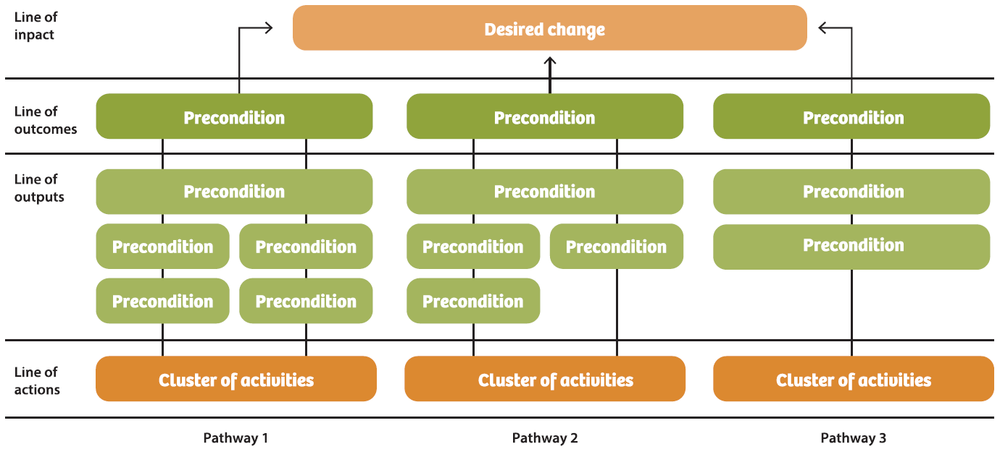 Line of
inpact
Desired change
Line of
outcomes
Precondition
Precondition
Precondition
Line of
outputs
Precondition
Precondition
Precondition
Precondition
Precondition
Precondition
Precondition
Precondition
Precondition
Precondition
Precondition
Line of
actions
Cluster of activities
Cluster of activities
Cluster of activities
Pathway 1
Pathway 2
Pathway 3